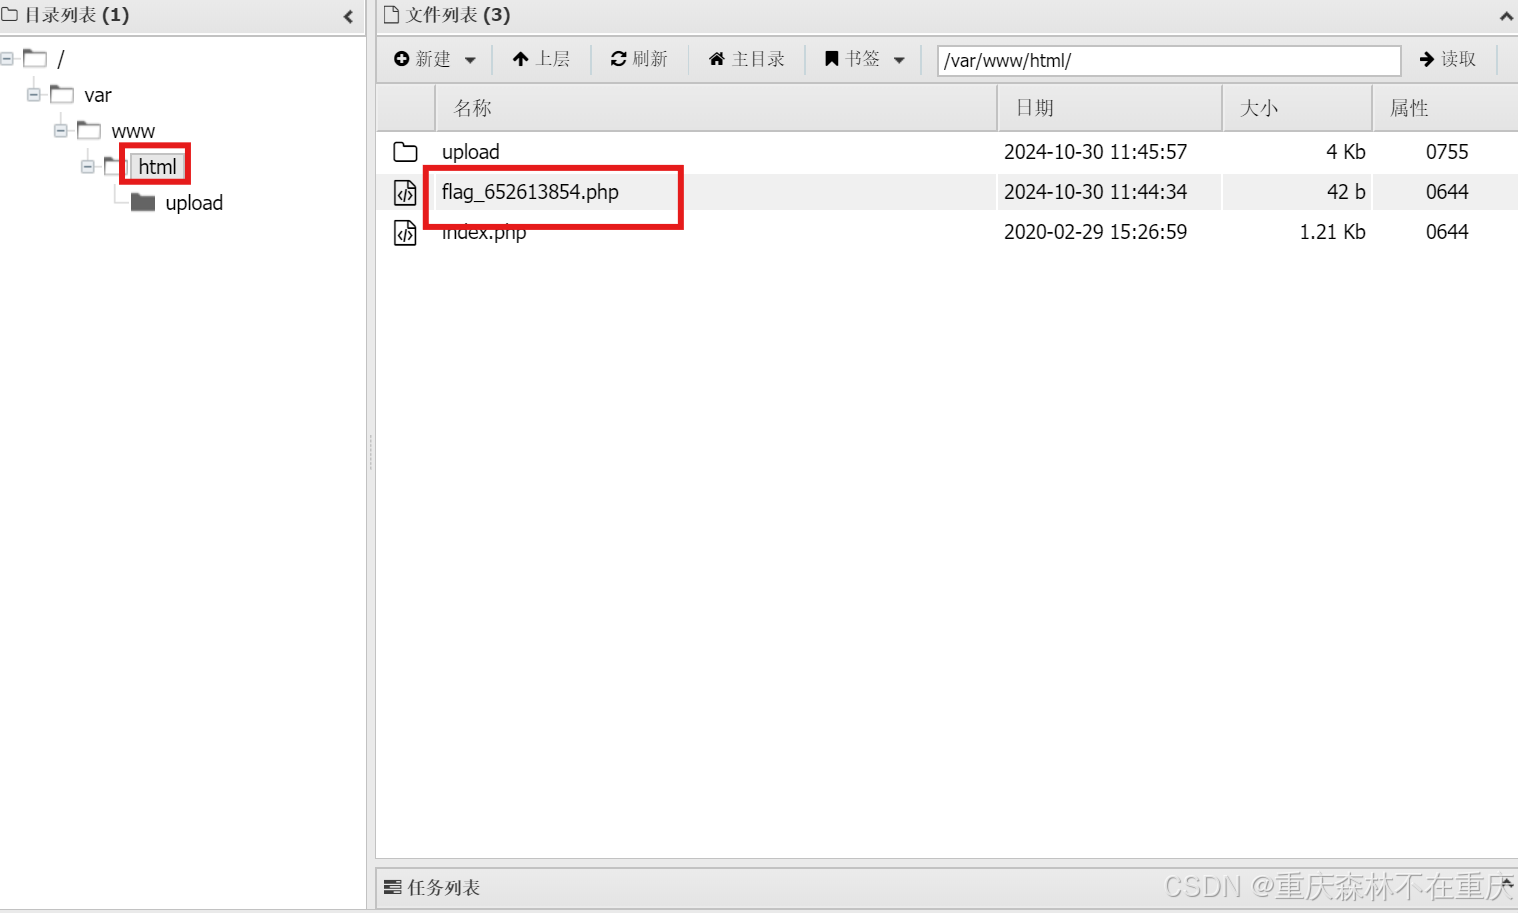 目录列表 (1)
/
var
www
html
upload
文件列表 (3)
新建 上层 刷新 主目录 书签 /var/www/html/ 读取
名称 日期 大小 属性
upload 2024-10-30 11:45:57 4 Kb 0755
flag_652613854.php 2024-10-30 11:44:34 42 b 0644
index.php 2020-02-29 15:26:59 1.21 Kb 0644
任务列表
CSDN @重庆森林不在重庆